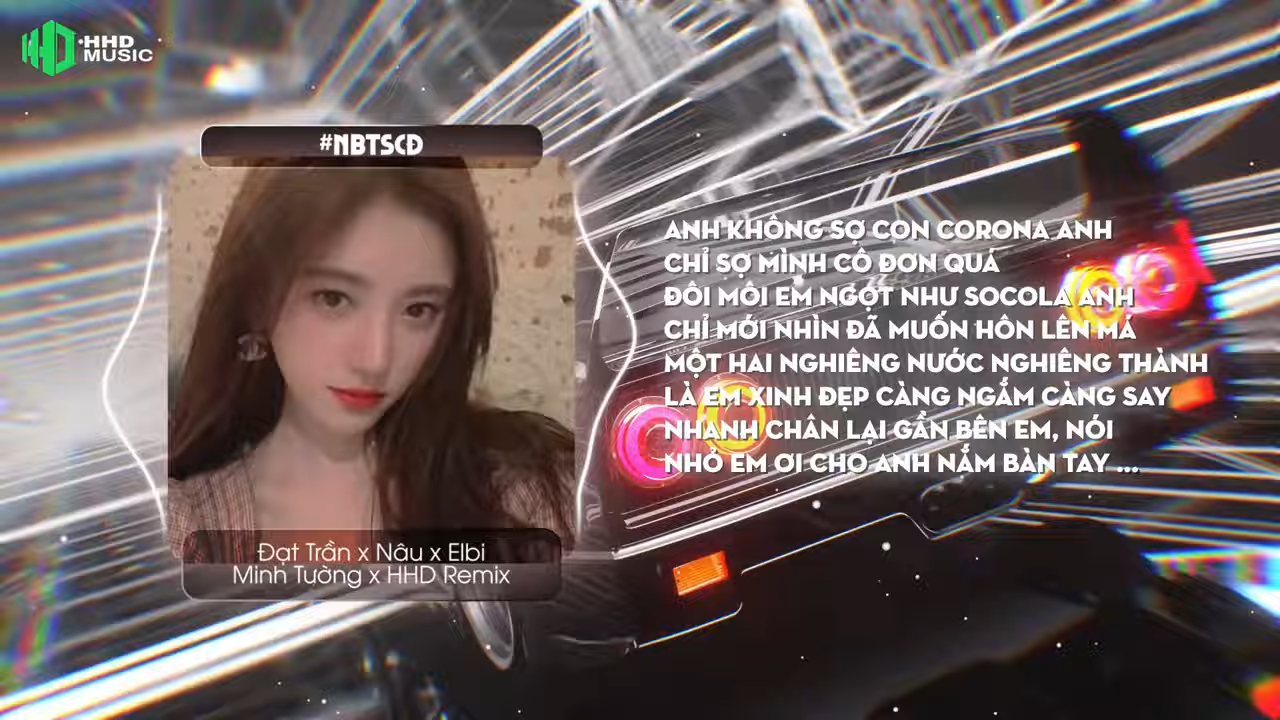 HHD
MUSIC
#NBTSCĐ
ANH KHÔNG SỢ CON CORONA ANH
CHỈ SỢ MÌNH CÔ ĐƠN QUÁ
ĐÔI MÔI EM NGỌT NHƯ SOCOLA ANH
CHỈ MỚI NHÌN ĐÃ MUỐN HÔN LÊN MÁ
MỘT HAI NGHIÊNG NƯỚC NGHIÊNG THÀNH
LÀ EM XINH ĐẸP CÀNG NGẮM CÀNG SAY
NHANH CHÂN LẠI GẦN BÊN EM, NÓI
NHỎ EM ƠI CHO ANH NẮM BÀN TAY ...
Đạt Trần x Nâu x Elbi
Minh Tường x HHD Remix